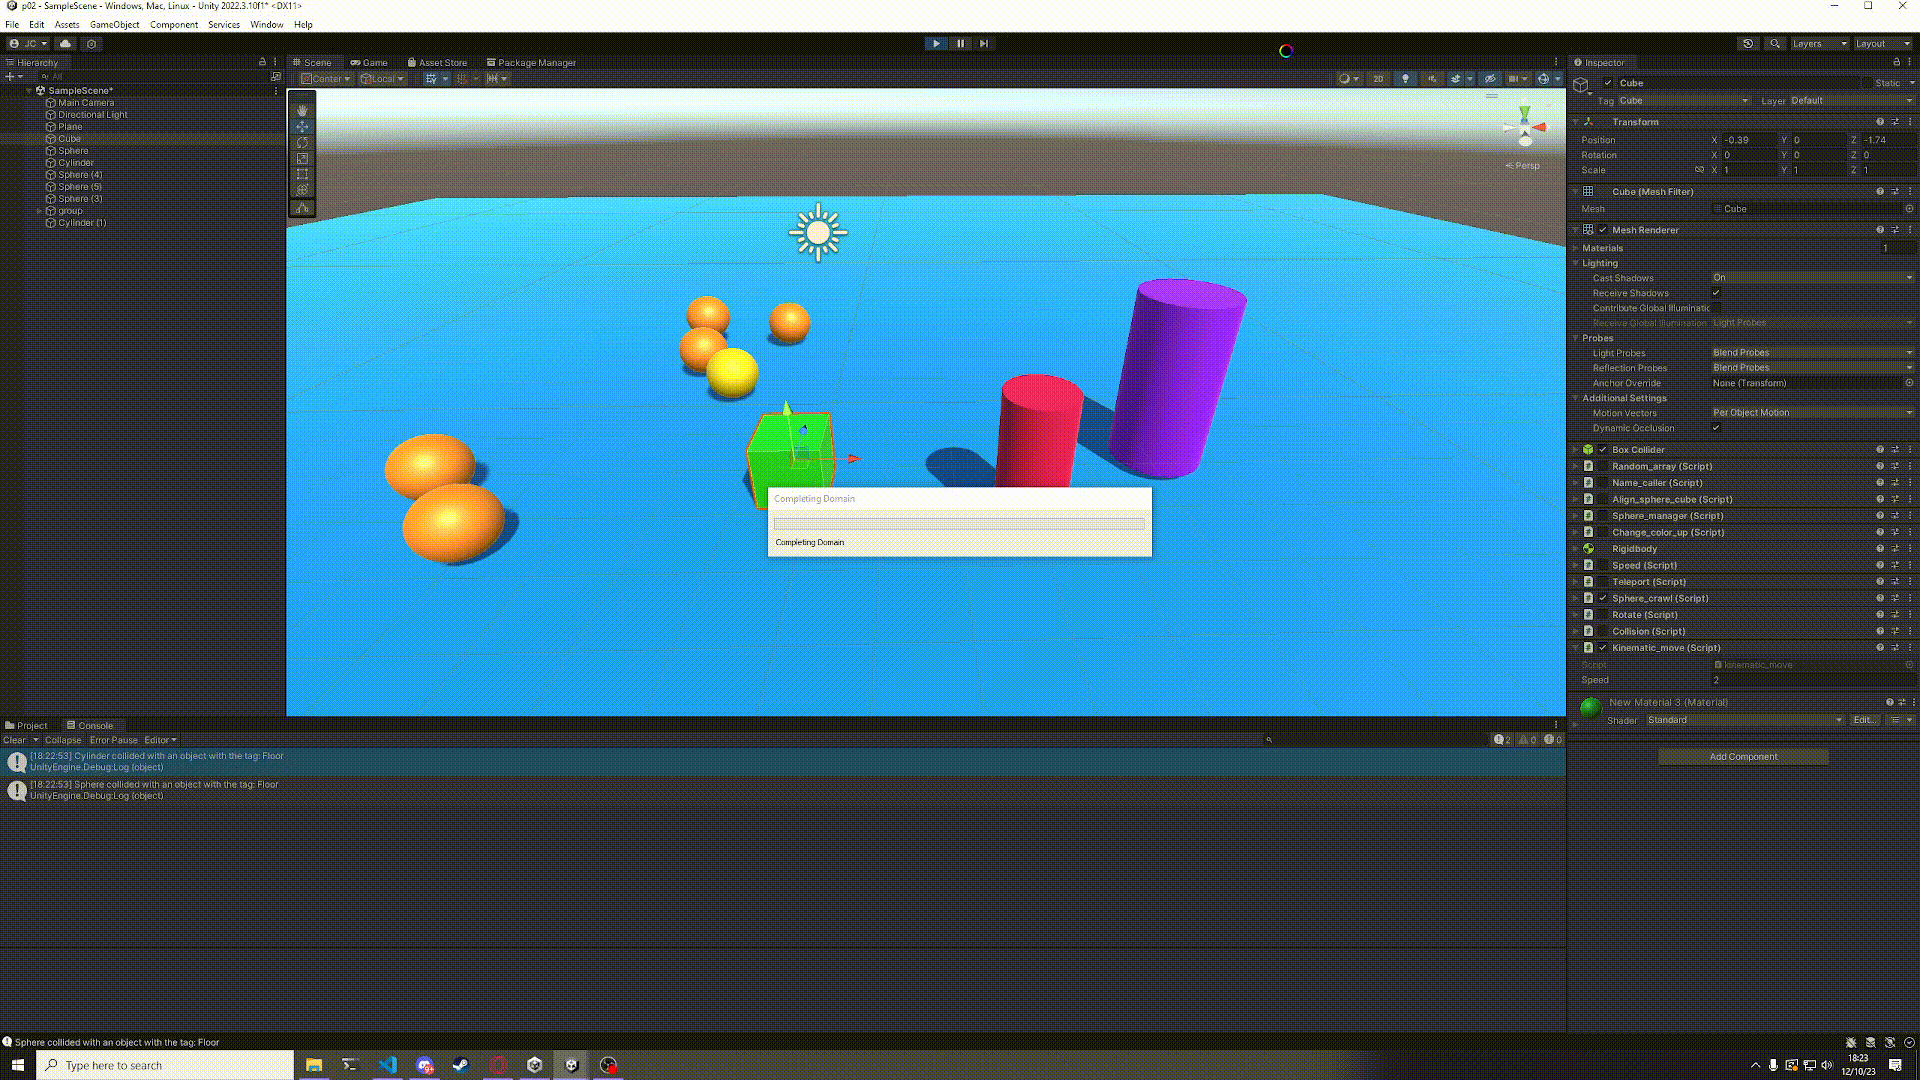 p02 - SampleScene - Windows, Mac, Linux - Unity 2022.3.10f1* <DX11>
File Edit Assets GameObject Component Services Window Help
JC Layers Layout
Hierarchy
All
SampleScene*
Main Camera
Directional Light
Plane
Cube
Sphere
Cylinder
Sphere (4)
Sphere (5)
Sphere (3)
group
Cylinder (1)
Scene Game Asset Store Package Manager
Center Local 2D
Persp
Completing Domain
Completing Domain
Inspector
Cube Static
Tag Cube Layer Default
Transform
Position X -0.39 Y 0 Z -1.74
Rotation X 0 Y 0 Z 0
Scale X 1 Y 1 Z 1
Cube (Mesh Filter)
Mesh Cube
Mesh Renderer
Materials 1
Lighting
Cast Shadows On
Receive Shadows
Contribute Global Illuminatic
Receive Global Illumination Light Probes
Probes
Light Probes Blend Probes
Reflection Probes Blend Probes
Anchor Override None (Transform)
Additional Settings
Motion Vectors Per Object Motion
Dynamic Occlusion
Box Collider
Random_array (Script)
Name_caller (Script)
Align_sphere_cube (Script)
Sphere_manager (Script)
Change_color_up (Script)
Rigidbody
Speed (Script)
Teleport (Script)
Sphere_crawl (Script)
Rotate (Script)
Collision (Script)
Kinematic_move (Script)
Script kinematic_move
Speed 2
New Material 3 (Material)
Shader Standard Edit...
Add Component
Project Console
Clear Collapse Error Pause Editor 2 0 0
[18:22:53] Cylinder collided with an object with the tag: Floor
UnityEngine.Debug:Log (object)
[18:22:53] Sphere collided with an object with the tag: Floor
UnityEngine.Debug:Log (object)
Sphere collided with an object with the tag: Floor
Type here to search
18:23
12/10/23